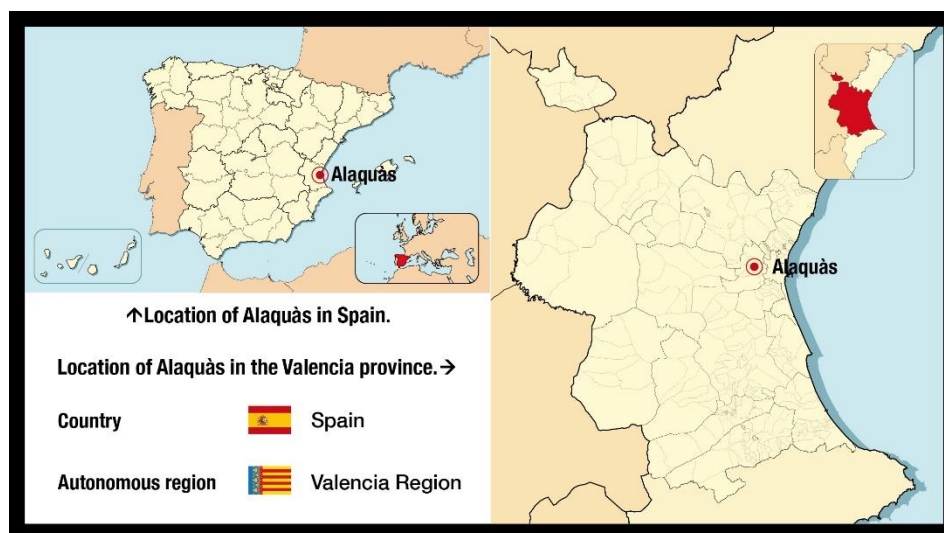 Alaquàs
↑Location of Alaquàs in Spain.
Location of Alaquàs in the Valencia province.→
Country Spain
Autonomous region Valencia Region
Alaquàs